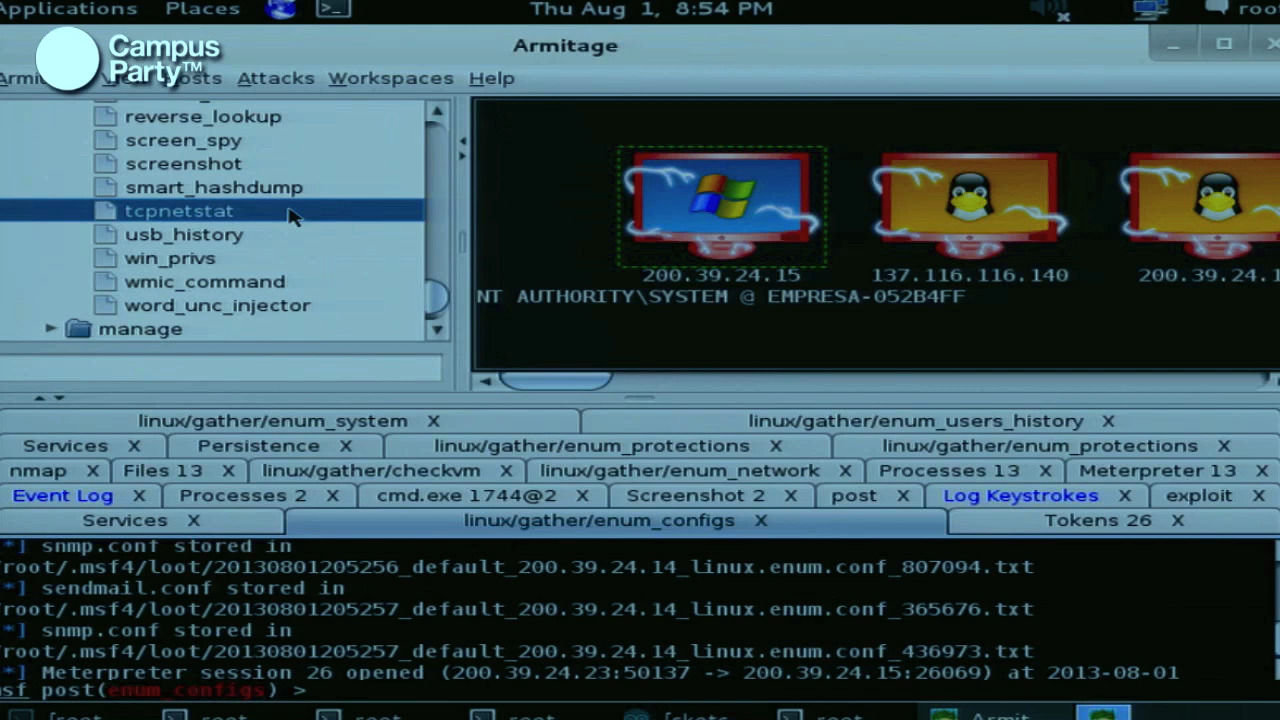 Applications Places Thu Aug 1, 8:54 PM
Campus
Party™
Armitage
Attacks Workspaces Help
reverse_lookup
screen_spy
screenshot
smart_hashdump
tcpnetstat
usb_history
win_privs
wmic_command
word_unc_injector
manage
200.39.24.15 137.116.116.140
NT AUTHORITY\SYSTEM @ EMPRESA-052B4FF
linux/gather/enum_system X linux/gather/enum_users_history X
Services X Persistence X linux/gather/enum_protections X linux/gather/enum_protections X
nmap X Files 13 X linux/gather/checkvm X linux/gather/enum_network X Processes 13 X Meterpreter 13 X
Event Log X Processes 2 X cmd.exe 1744@2 X Screenshot 2 X post X Log Keystrokes X exploit X
Services X linux/gather/enum_configs X Tokens 26 X
*] snmp.conf stored in
/root/.msf4/loot/20130801205256_default_200.39.24.14_linux.enum.conf_807094.txt
*] sendmail.conf stored in
/root/.msf4/loot/20130801205257_default_200.39.24.14_linux.enum.conf_365676.txt
*] snmp.conf stored in
/root/.msf4/loot/20130801205257_default_200.39.24.14_linux.enum.conf_436973.txt
*] Meterpreter session 26 opened (200.39.24.23:50137 -> 200.39.24.15:26069) at 2013-08-01
msf post(enum_configs) >